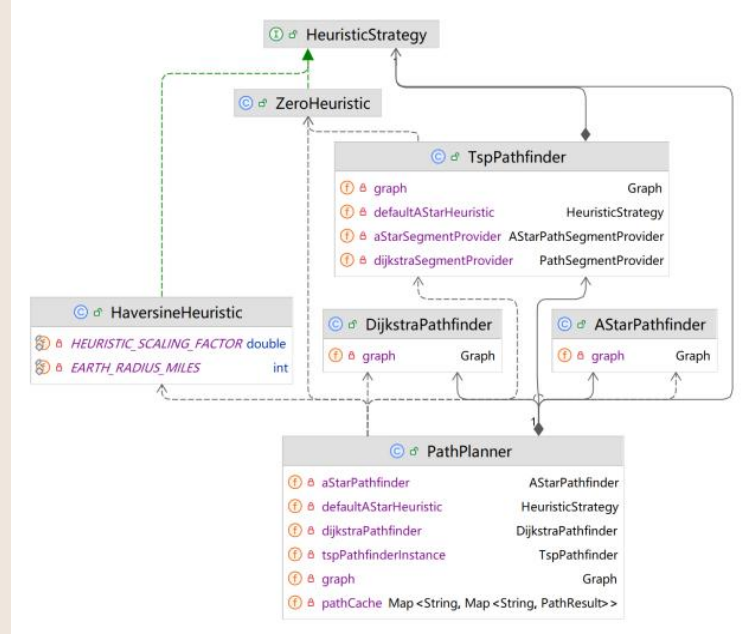 HeuristicStrategy
1
ZeroHeuristic
TspPathfinder
graph Graph
defaultAStarHeuristic HeuristicStrategy
aStarSegmentProvider AStarPathSegmentProvider
dijkstraSegmentProvider PathSegmentProvider
HaversineHeuristic
HEURISTIC_SCALING_FACTOR double
EARTH_RADIUS_MILES int
DijkstraPathfinder
graph Graph
AStarPathfinder
graph Graph
1
PathPlanner
aStarPathfinder AStarPathfinder
defaultAStarHeuristic HeuristicStrategy
dijkstraPathfinder DijkstraPathfinder
tspPathfinderInstance TspPathfinder
graph Graph
pathCache Map<String, Map<String, PathResult>>